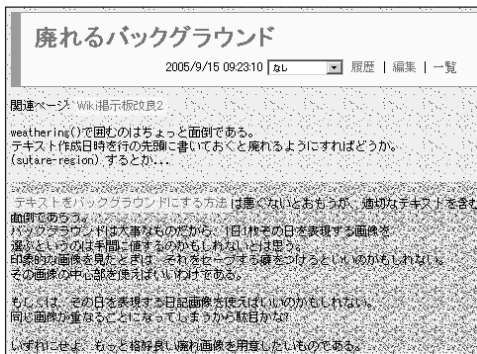 廃れるバックグラウンド
2005/9/15 09:23:10 なし 履歴 | 編集 | 一覧
関連ページ: Wiki掲示板改良2
weathering()で囲むのはちょっと面倒である。
テキスト作成日時を行の先頭に書いておくと廃れるようにすればどうか。
(sutare-region) するとか...
テキストをバックグラウンドにする方法 は悪くないとおもうが、適切なテキストを含む
面倒であろう。
バックグラウンドは大事なものだから、1日1枚その日を表現する画像を
選ぶというのは手間に値するのかもしれないとは思う。
印象的な画像を見たときは、それをセーブする癖をつけるといいのかもしれない。
その画像の中心部を使えばいいわけである。
もしくは、その日を表現する日記画像を使えばいいのかもしれない。
同じ画像が重なることになってしまうから駄目かな?
いずれにせよ、もっと格好良い廃れ画像を用意したいものである。